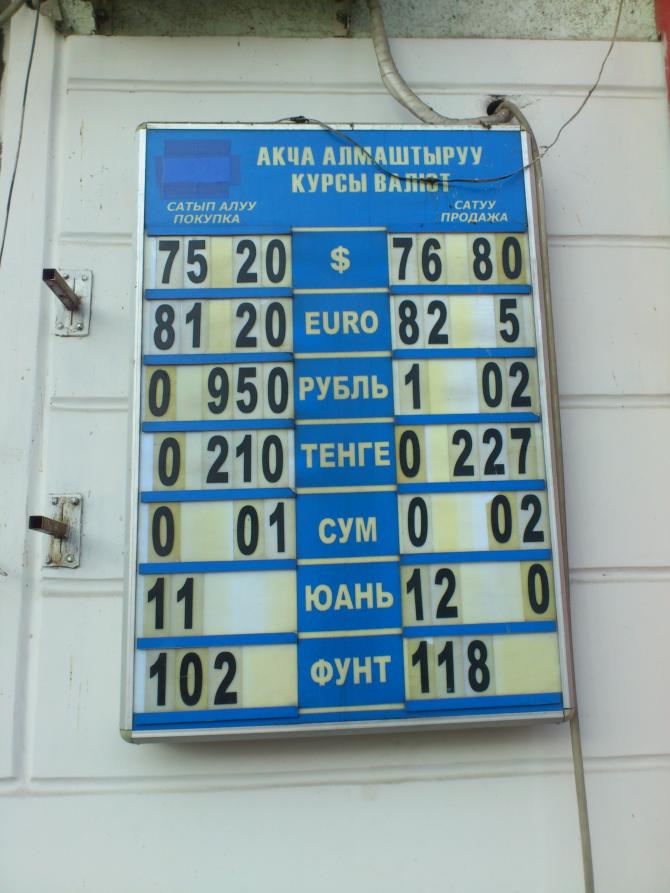 АКЧА АЛМАШТЫРУУ
КУРСЫ ВАЛЮТ
САТЫП АЛУУ САТУУ
ПОКУПКА ПРОДАЖА
75 20 $ 76 80
81 20 EURO 82 5
0 950 РУБЛЬ 1 02
0 210 ТЕНГЕ 0 227
0 01 СУМ 0 02
11 ЮАНЬ 12 0
102 ФУНТ 118